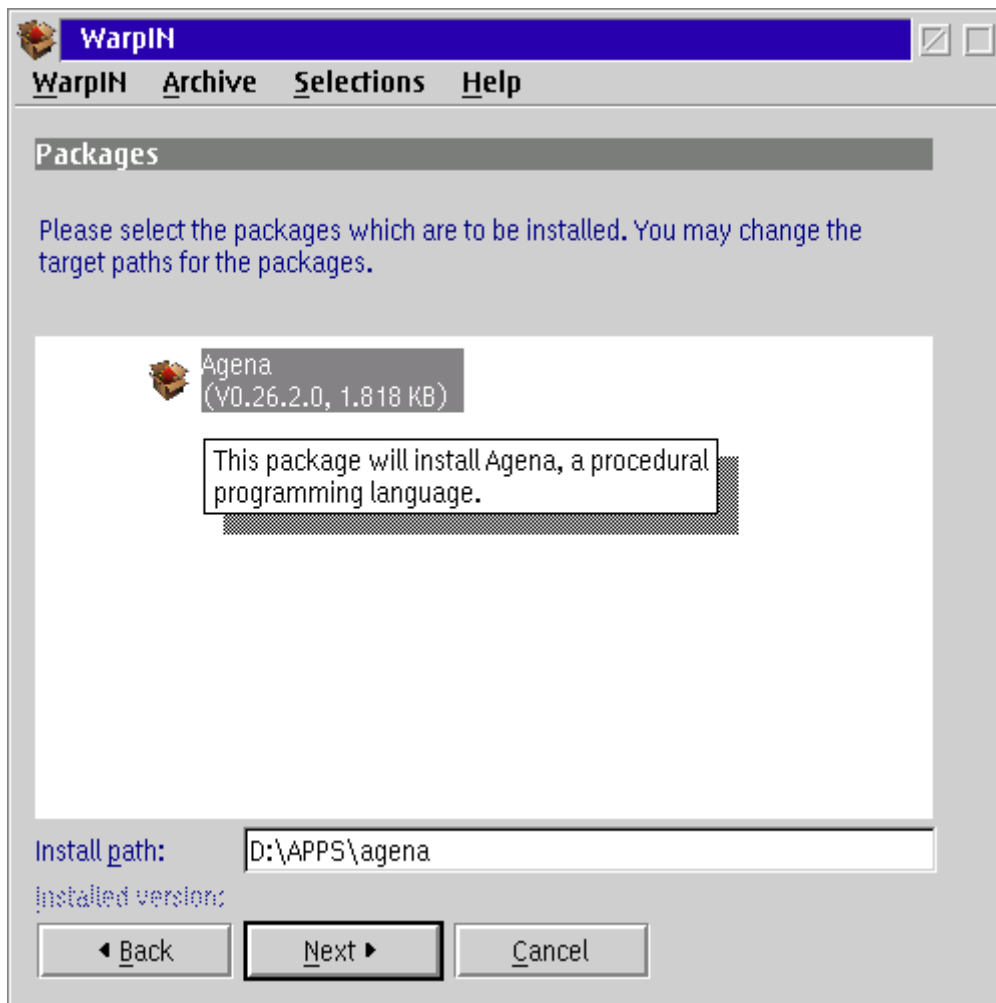 WarpIN
WarpIN Archive Selections Help
Packages
Please select the packages which are to be installed. You may change the
target paths for the packages.
Agena
(V0.26.2.0, 1.818 KB)
This package will install Agena, a procedural
programming language.
Install path: D:\APPS\agena
Installed version:
Back Next Cancel